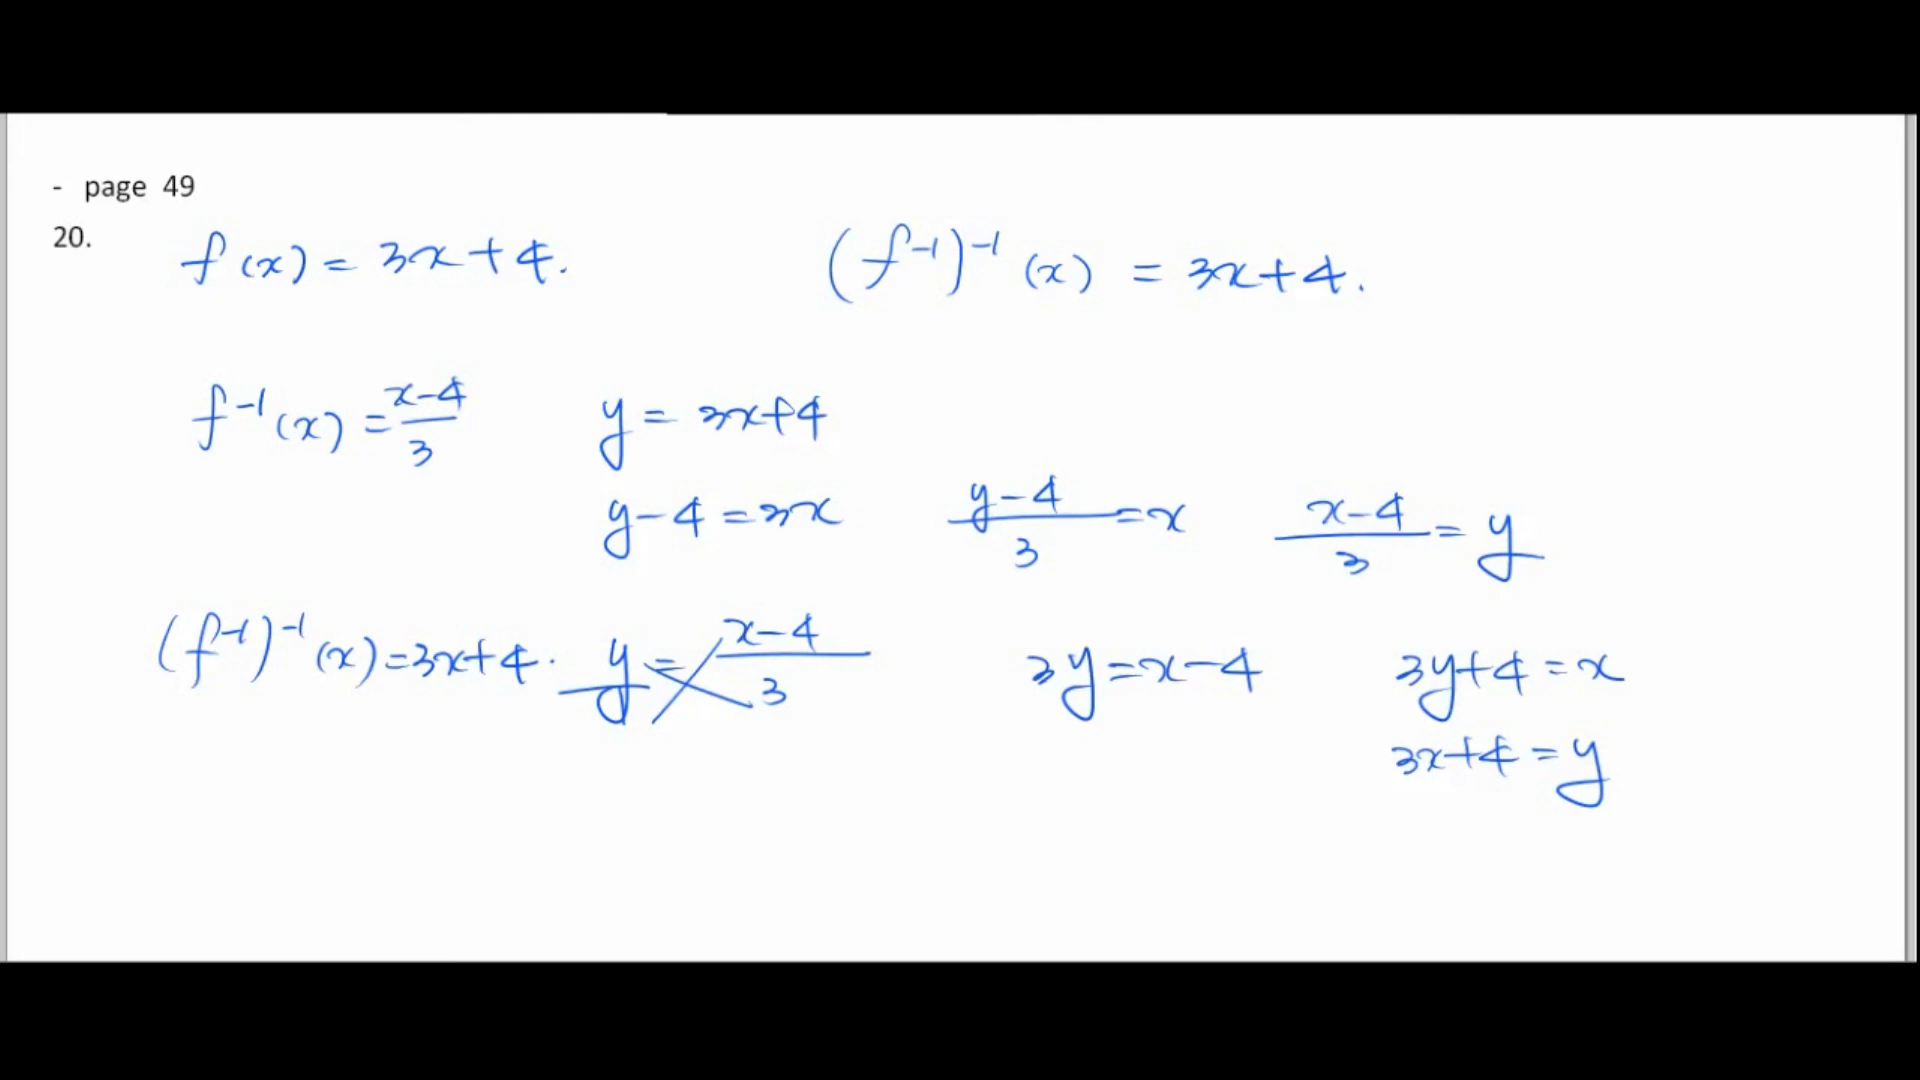 - page 49
20.
f(x) = 3x+4. (f⁻¹)⁻¹(x) = 3x+4.
f⁻¹(x) = (x-4)/3 y = 3x+4
y-4=3x (y-4)/3=x (x-4)/3=y
(f⁻¹)⁻¹(x)=3x+4. y=(x-4)/3 3y=x-4 3y+4=x
3x+4=y